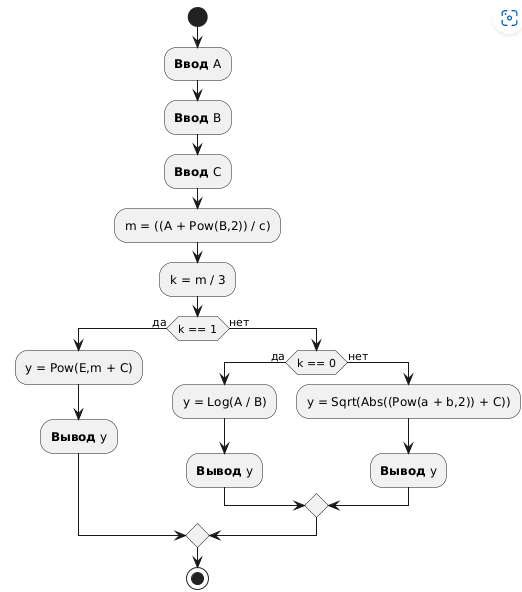 Ввод A
Ввод B
Ввод C
m = ((A + Pow(B,2)) / c)
k = m / 3
да
k == 1
нет
y = Pow(E,m + C)
да
k == 0
нет
y = Log(A / B)
y = Sqrt(Abs((Pow(a + b,2)) + C))
Вывод y
Вывод y
Вывод y